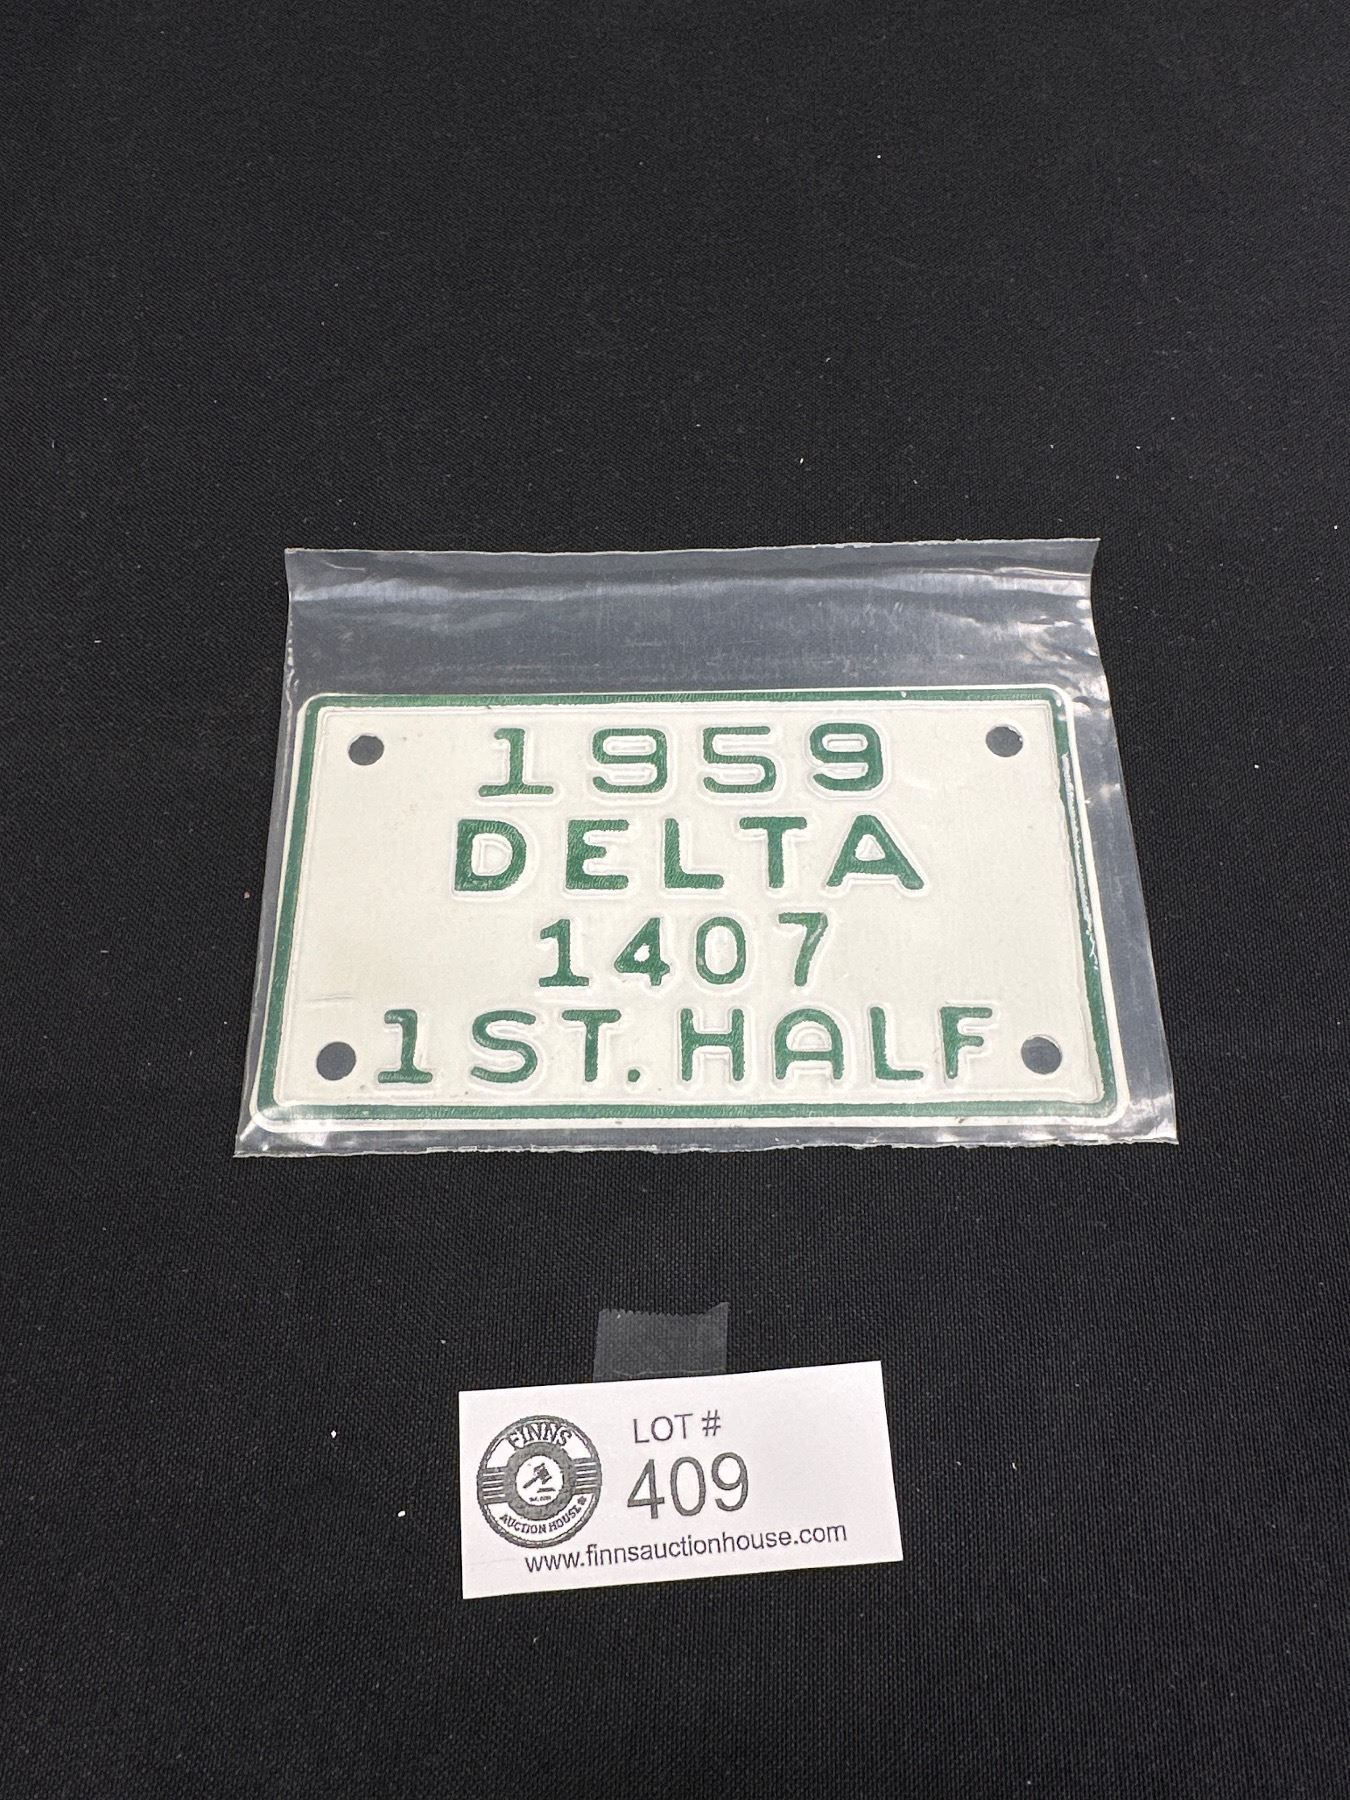 1959
DELTA
1407
1ST.HALF
FINNS
AUCTION HOUSE
LOT #
409
www.finnsauctionhouse.com